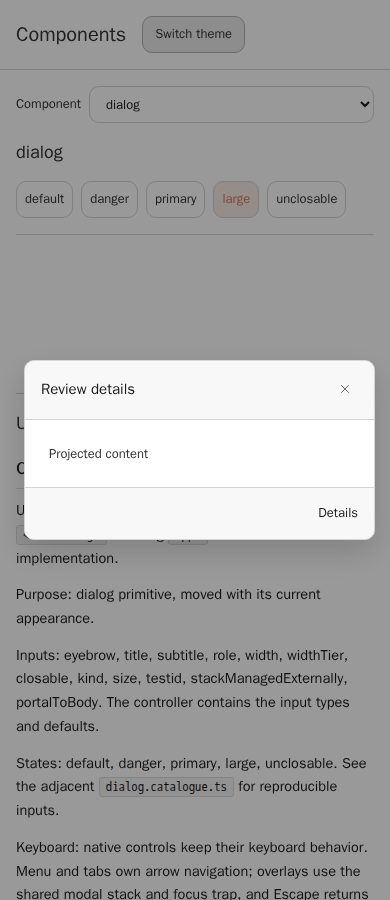 Components
Switch theme
Component
dialog
dialog
default
danger
primary
large
unclosable
Review details
Projected content
Details
implementation.
Purpose: dialog primitive, moved with its current
appearance.
Inputs: eyebrow, title, subtitle, role, width, widthTier,
closable, kind, size, testid, stackManagedExternally,
portalToBody. The controller contains the input types
and defaults.
States: default, danger, primary, large, unclosable. See
the adjacent dialog.catalogue.ts for reproducible
inputs.
Keyboard: native controls keep their keyboard behavior.
Menu and tabs own arrow navigation; overlays use the
shared modal stack and focus trap, and Escape returns